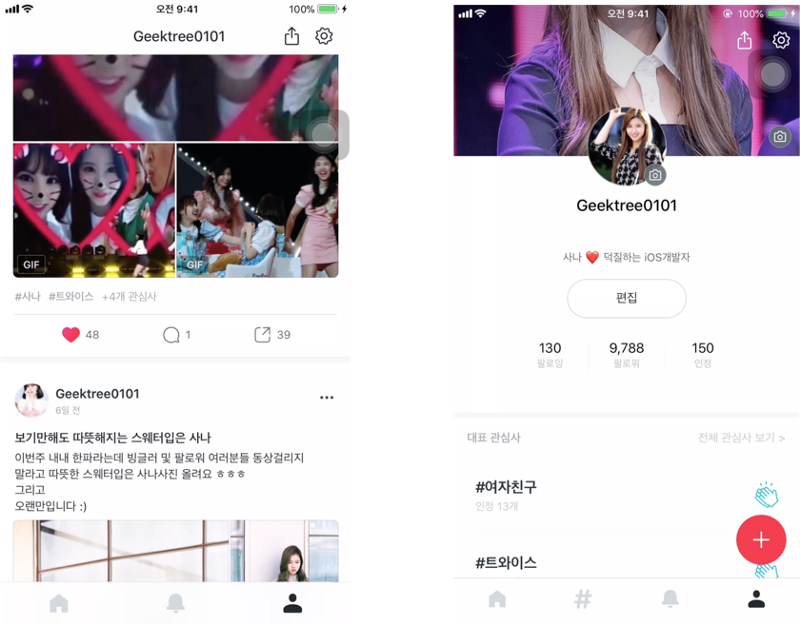 오전 9:41
100%
Geektree0101
GIF
GIF
#사나 #트와이스 +4개 관심사
48
1
39
Geektree0101
6일 전
보기만해도 따뜻해지는 스웨터입은 사나
이번주 내내 한파라는데 빙글러 및 팔로워 여러분들 동상걸리지
말라고 따뜻한 스웨터입은 사나사진 올려요 ㅎㅎㅎ
그리고
오랜만입니다 :)
오전 9:41
100%
Geektree0101
사나 ❤️ 덕질하는 iOS개발자
편집
130
9,788
150
팔로잉
팔로워
인정
대표 관심사
전체 관심사 보기 >
#여자친구
인정 13개
#트와이스